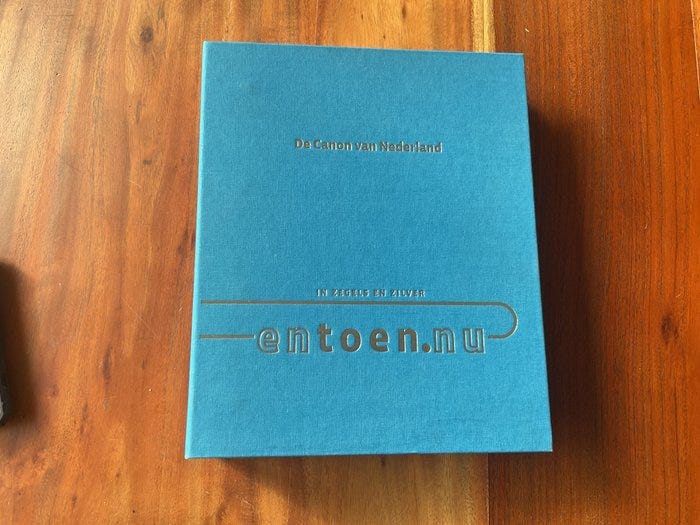 De Canon van Nederland
IN ZEGELS EN ZILVER
entoen.nu